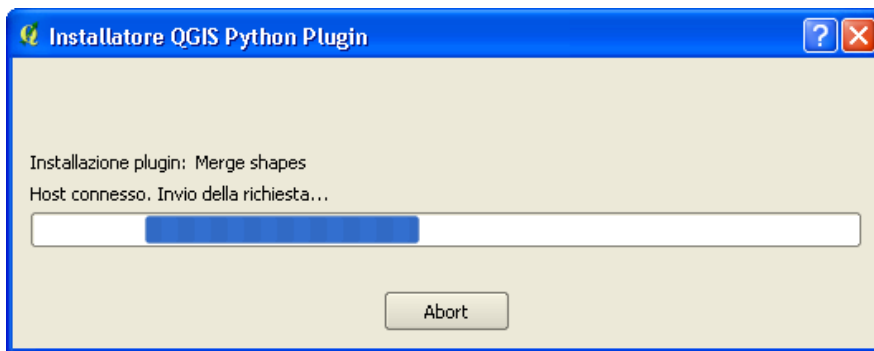 Installatore QGIS Python Plugin
Installazione plugin: Merge shapes
Host connesso. Invio della richiesta...
Abort